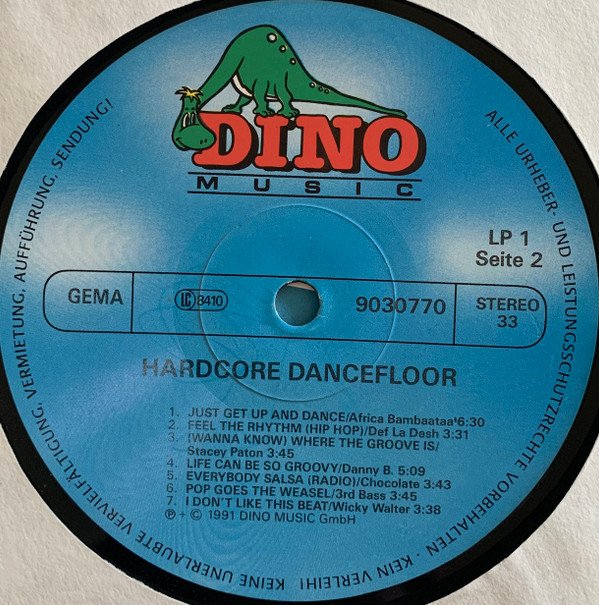 DINO
MUSIC
LP 1
Seite 2
GEMA
LC 8410
9030770
STEREO
33
HARDCORE DANCEFLOOR
1. JUST GET UP AND DANCE/Africa Bambaataa'6:30
2. FEEL THE RHYTHM (HIP HOP)/Def La Desh 3:31
3. (WANNA KNOW) WHERE THE GROOVE IS/
Stacey Paton 3:45
4. LIFE CAN BE SO GROOVY/Danny B. 5:09
5. EVERYBODY SALSA (RADIO)/Chocolate 3:43
6. POP GOES THE WEASEL/3rd Bass 3:45
7. I DON'T LIKE THIS BEAT/Wicky Walter 3:38
℗ + © 1991 DINO MUSIC GmbH
ALLE URHEBER- UND LEISTUNGSSCHUTZRECHTE VORBEHALTEN - KEIN VERLEIH! KEINE UNERLAUBTE VERVIELFÄLTIGUNG, VERMIETUNG, AUFFÜHRUNG, SENDUNG!